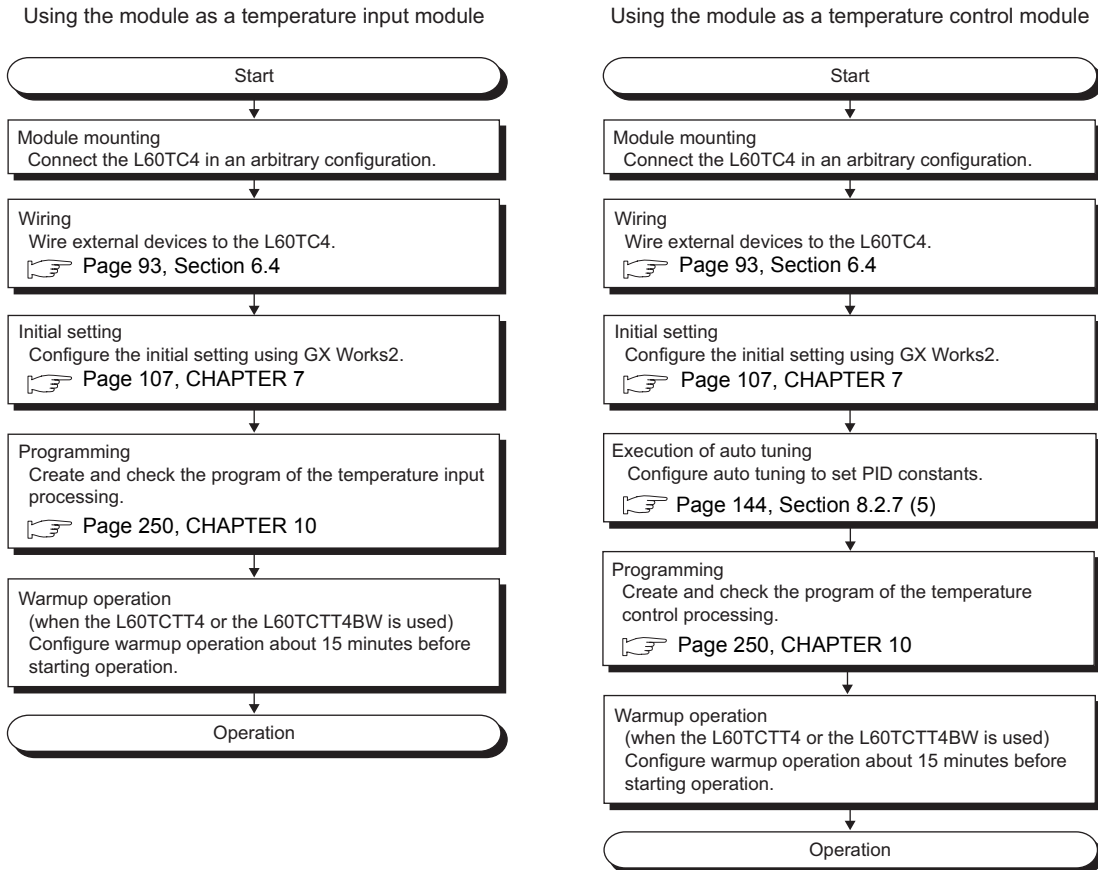 Using the module as a temperature input module
Start
Module mounting
Connect the L60TC4 in an arbitrary configuration.
Wiring
Wire external devices to the L60TC4.
Page 93, Section 6.4
Initial setting
Configure the initial setting using GX Works2.
Page 107, CHAPTER 7
Programming
Create and check the program of the temperature input
processing.
Page 250, CHAPTER 10
Warmup operation
(when the L60TCTT4 or the L60TCTT4BW is used)
Configure warmup operation about 15 minutes before
starting operation.
Operation
Using the module as a temperature control module
Start
Module mounting
Connect the L60TC4 in an arbitrary configuration.
Wiring
Wire external devices to the L60TC4.
Page 93, Section 6.4
Initial setting
Configure the initial setting using GX Works2.
Page 107, CHAPTER 7
Execution of auto tuning
Configure auto tuning to set PID constants.
Page 144, Section 8.2.7 (5)
Programming
Create and check the program of the temperature
control processing.
Page 250, CHAPTER 10
Warmup operation
(when the L60TCTT4 or the L60TCTT4BW is used)
Configure warmup operation about 15 minutes before
starting operation.
Operation